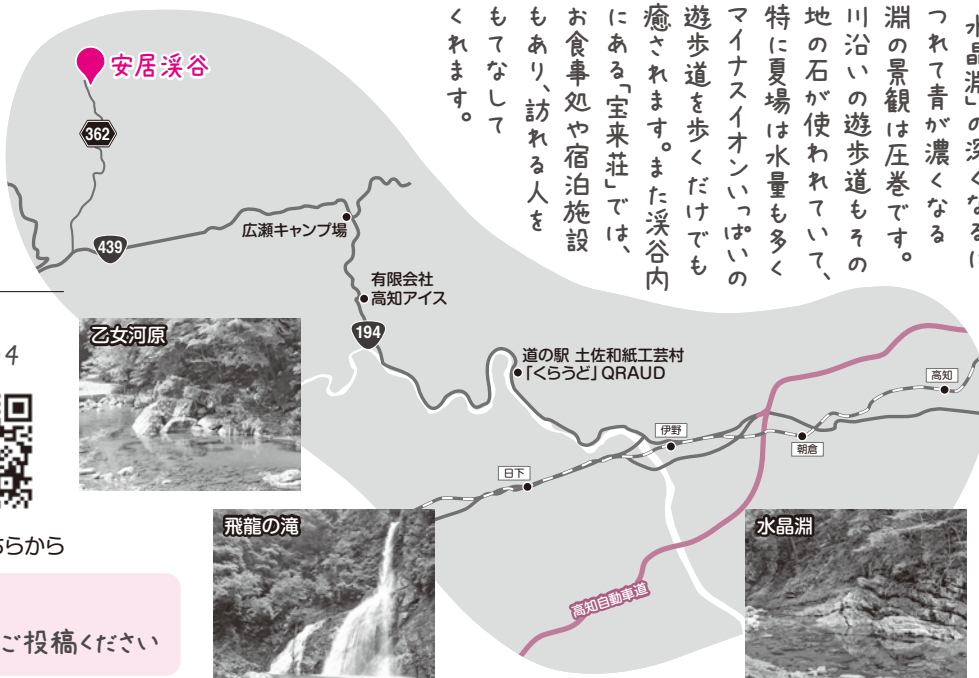 水晶淵」の深くなるに
つれて青が濃くなる
淵の景観は圧巻です。
川沿いの遊歩道もその
地の石が使われていて、
特に夏場は水量も多く
マイナスイオンいっぱいの
遊歩道を歩くだけでも
癒されます。また渓谷内
にある「宝来荘」では、
お食事処や宿泊施設
もあり、訪れる人を
もてなして
くれます。
安居渓谷
362
439
広瀬キャンプ場
有限会社
高知アイス
194
道の駅 土佐和紙工芸村
「くらうど」QRAUD
高知
朝倉
伊野
日下
高知自動車道
乙女河原
飛龍の滝
水晶淵
4
ちらから
ご投稿ください